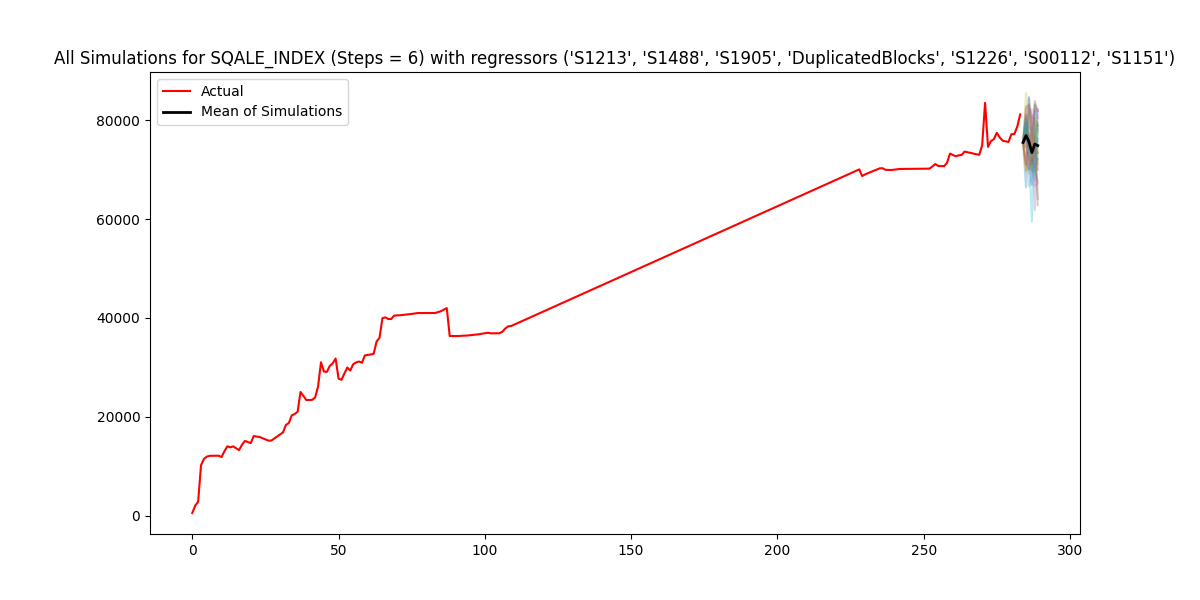 All Simulations for SQALE_INDEX (Steps = 6) with regressors ('S1213', 'S1488', 'S1905', 'DuplicatedBlocks', 'S1226', 'S00112', 'S1151')
Actual
Mean of Simulations
80000
60000
40000
20000
0
0 50 100 150 200 250 300